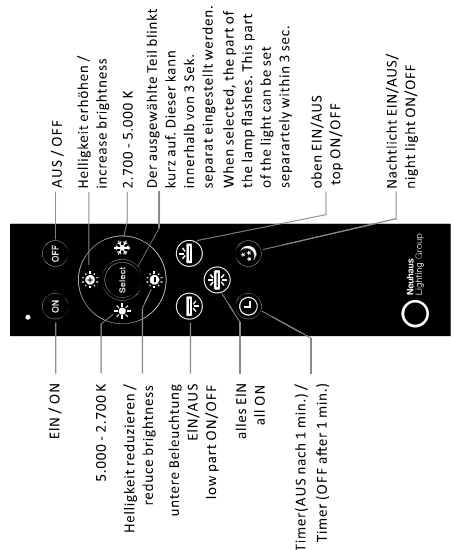 EIN / ON
5.000 - 2.700 K
Helligkeit reduzieren /
reduce brightness
untere Beleuchtung
EIN/AUS
low part ON/OFF
alles EIN
all ON
Timer(AUS nach 1 min.) /
Timer (OFF after 1 min.)
ON
OFF
Select
Neuhaus
Lighting Group
AUS / OFF
Helligkeit erhöhen /
increase brightness
2.700 - 5.000 K
Der ausgewählte Teil blinkt
kurz auf. Dieser kann
innerhalb von 3 Sek.
separat eingestellt werden.
When selected, the part of
the lamp flashes. This part
of the light can be set
separartely within 3 sec.
oben EIN/AUS
top ON/OFF
Nachtlicht EIN/AUS/
night light ON/OFF